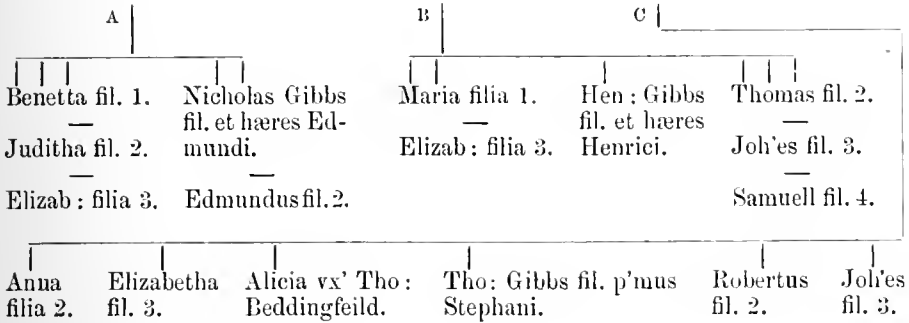 A B C
Benetta fil. 1.
Juditha fil. 2.
Elizab : filia 3.
Nicholas Gibbs
fil. et hæres Ed-
mundi.
Edmundus fil. 2.
Maria filia 1.
Elizab : filia 3.
Hen : Gibbs
fil. et hæres
Henrici.
Thomas fil. 2.
Joh'es fil. 3.
Samuell fil. 4.
Anna
filia 2.
Elizabetha
fil. 3.
Alicia vx' Tho :
Beddingfeild.
Tho: Gibbs fil. p'mus
Stephani.
Robertus
fil. 2.
Joh'es
fil. 3.